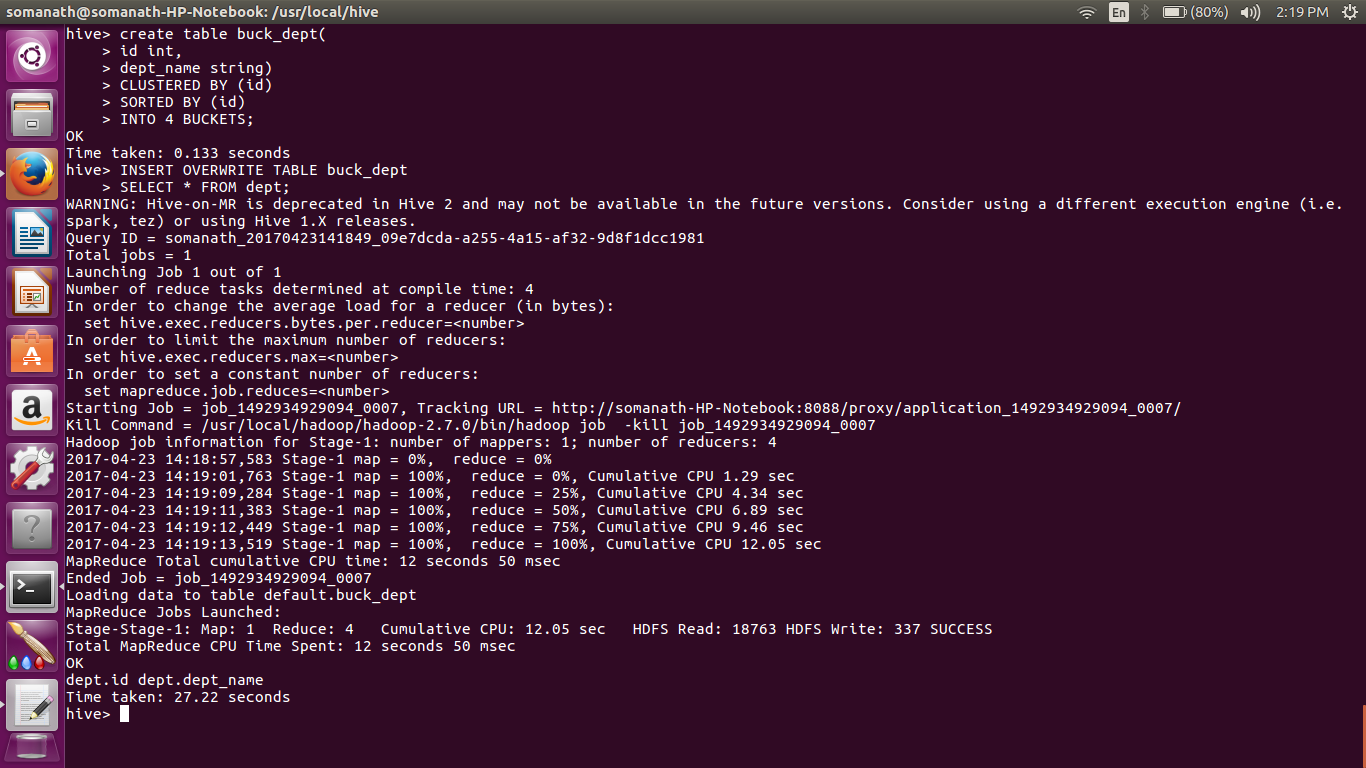 somanath@somanath-HP-Notebook: /usr/local/hive
En
(80%)
2:19 PM
hive> create table buck_dept(
    > id int,
    > dept_name string)
    > CLUSTERED BY (id)
    > SORTED BY (id)
    > INTO 4 BUCKETS;
OK
Time taken: 0.133 seconds
hive> INSERT OVERWRITE TABLE buck_dept
    > SELECT * FROM dept;
WARNING: Hive-on-MR is deprecated in Hive 2 and may not be available in the future versions. Consider using a different execution engine (i.e.
spark, tez) or using Hive 1.X releases.
Query ID = somanath_20170423141849_09e7dcda-a255-4a15-af32-9d8f1dcc1981
Total jobs = 1
Launching Job 1 out of 1
Number of reduce tasks determined at compile time: 4
In order to change the average load for a reducer (in bytes):
  set hive.exec.reducers.bytes.per.reducer=<number>
In order to limit the maximum number of reducers:
  set hive.exec.reducers.max=<number>
In order to set a constant number of reducers:
  set mapreduce.job.reduces=<number>
Starting Job = job_1492934929094_0007, Tracking URL = http://somanath-HP-Notebook:8088/proxy/application_1492934929094_0007/
Kill Command = /usr/local/hadoop/hadoop-2.7.0/bin/hadoop job  -kill job_1492934929094_0007
Hadoop job information for Stage-1: number of mappers: 1; number of reducers: 4
2017-04-23 14:18:57,583 Stage-1 map = 0%,  reduce = 0%
2017-04-23 14:19:01,763 Stage-1 map = 100%,  reduce = 0%, Cumulative CPU 1.29 sec
2017-04-23 14:19:09,284 Stage-1 map = 100%,  reduce = 25%, Cumulative CPU 4.34 sec
2017-04-23 14:19:11,383 Stage-1 map = 100%,  reduce = 50%, Cumulative CPU 6.89 sec
2017-04-23 14:19:12,449 Stage-1 map = 100%,  reduce = 75%, Cumulative CPU 9.46 sec
2017-04-23 14:19:13,519 Stage-1 map = 100%,  reduce = 100%, Cumulative CPU 12.05 sec
MapReduce Total cumulative CPU time: 12 seconds 50 msec
Ended Job = job_1492934929094_0007
Loading data to table default.buck_dept
MapReduce Jobs Launched:
Stage-Stage-1: Map: 1  Reduce: 4   Cumulative CPU: 12.05 sec   HDFS Read: 18763 HDFS Write: 337 SUCCESS
Total MapReduce CPU Time Spent: 12 seconds 50 msec
OK
dept.id dept.dept_name
Time taken: 27.22 seconds
hive>